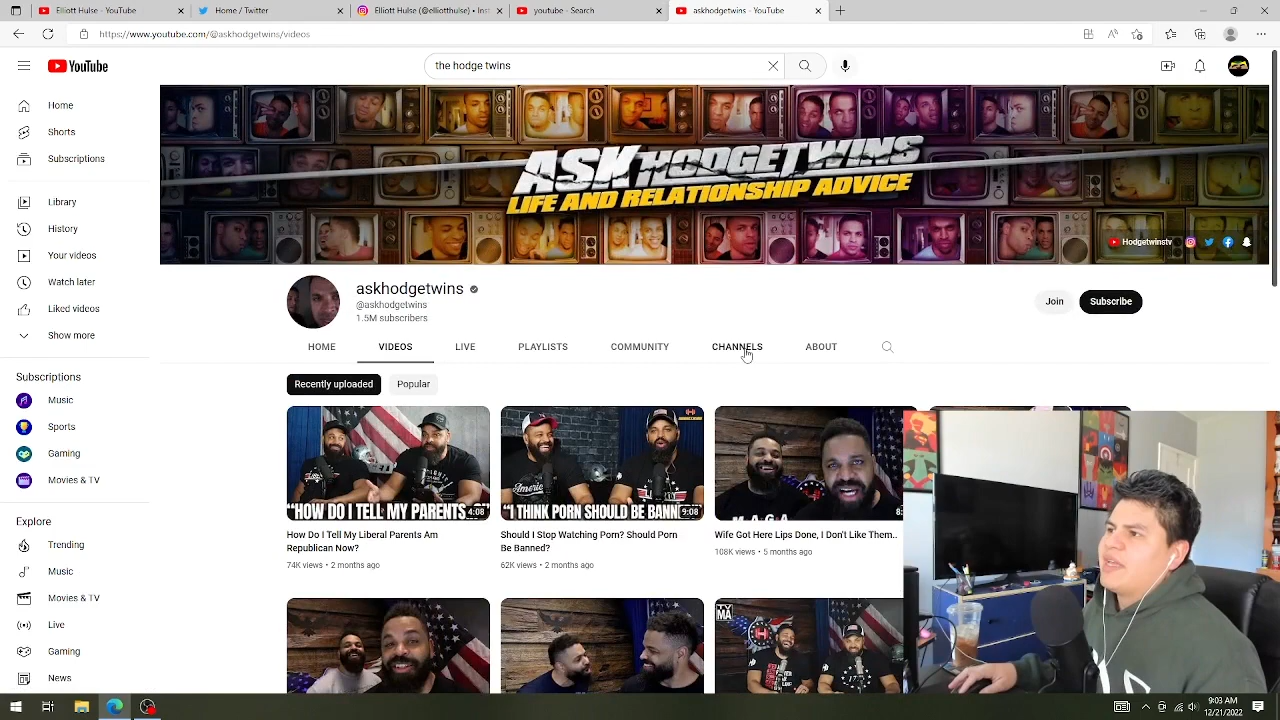 Elliott Hulse - YouTube
Home / Twitter
Elliott Hulse (@elliotthulse) • Inst
youtube - Search
askhodgetwins - YouTube
https://www.youtube.com/@askhodgetwins/videos
YouTube
the hodge twins
Home
Shorts
Subscriptions
Library
History
Your videos
Watch later
Liked videos
Show more
Subscriptions
Music
Sports
Gaming
Movies & TV
Explore
Trending
Music
Movies & TV
Live
Gaming
News
ASK HODGETWINS
LIFE AND RELATIONSHIP ADVICE
Hodgetwinstv
askhodgetwins
@askhodgetwins
1.5M subscribers
Join
Subscribe
HOME
VIDEOS
LIVE
PLAYLISTS
COMMUNITY
CHANNELS
ABOUT
Recently uploaded
Popular
"HOW DO I TELL MY PARENTS
4:08
"I THINK PORN SHOULD BE BANN
9:08
M.A.G.A
8:
How Do I Tell My Liberal Parents Am
Republican Now?
74K views • 2 months ago
Should I Stop Watching Porn? Should Porn
Be Banned?
62K views • 2 months ago
Wife Got Here Lips Done, I Don't Like Them..
108K views • 5 months ago
TV
MA
9:03 AM
12/21/2022